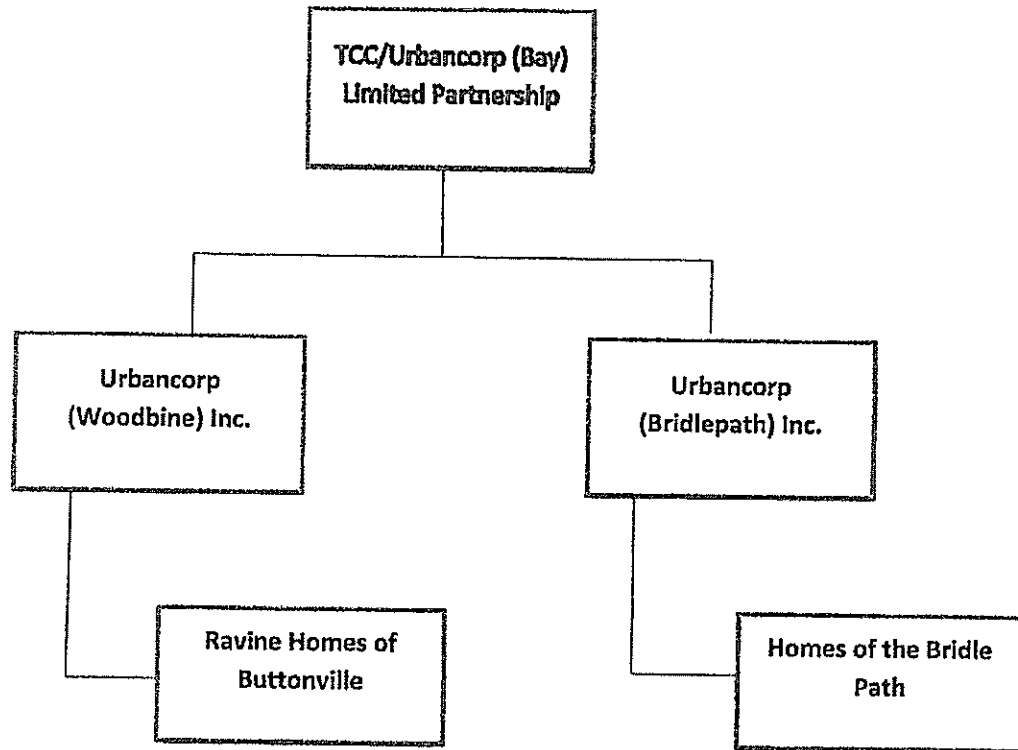 TCC/Urbancorp (Bay)
Limited Partnership
Urbancorp
(Woodbine) Inc.
Urbancorp
(Bridlepath) Inc.
Ravine Homes of
Buttonville
Homes of the Bridle
Path